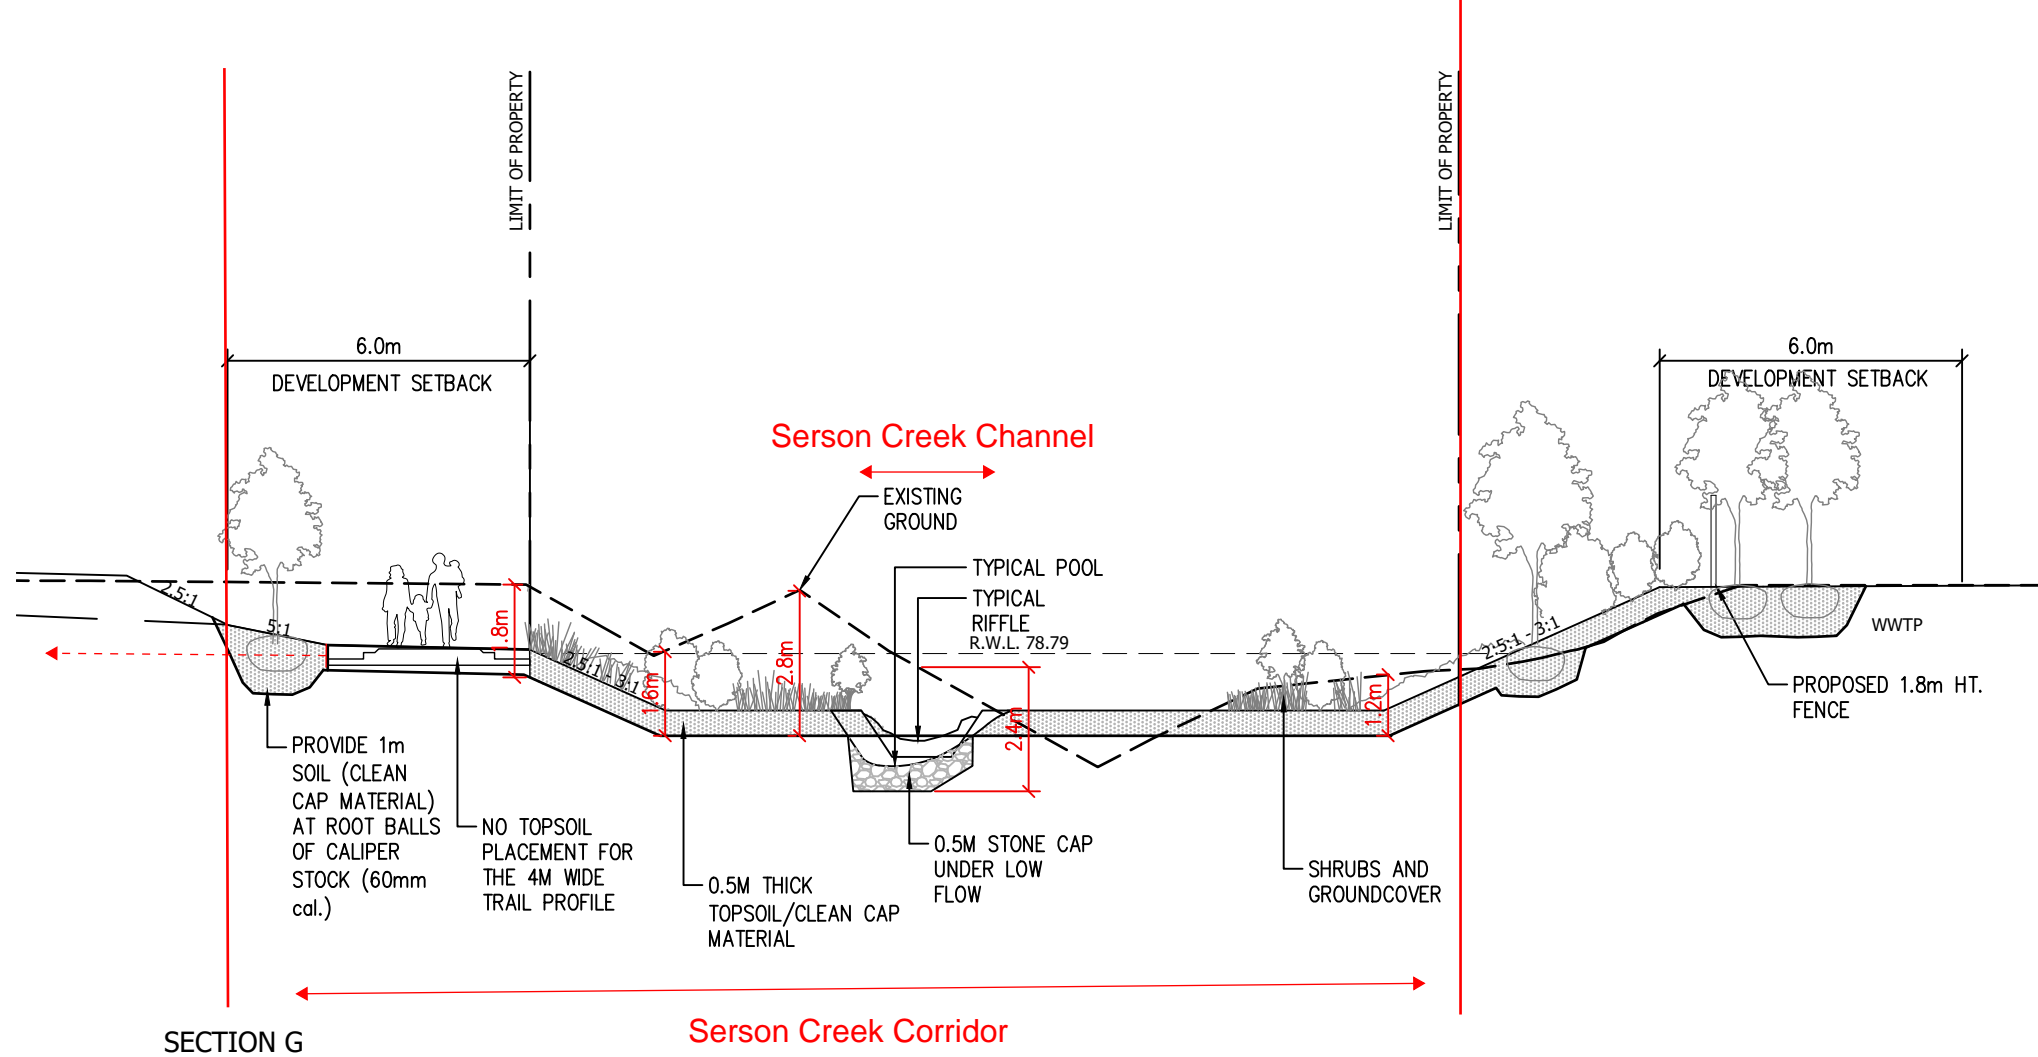 LIMIT OF PROPERTY
LIMIT OF PROPERTY
6.0m
DEVELOPMENT SETBACK
6.0m
DEVELOPMENT SETBACK
Serson Creek Channel
EXISTING
GROUND
TYPICAL POOL
TYPICAL
RIFFLE
R.W.L. 78.79
2.5:1
5:1
.8m
2.5:1 - 3:1
1.6m
2.8m
2.4m
1.2m
2.5:1 - 3:1
WWTP
PROPOSED 1.8m HT.
FENCE
PROVIDE 1m
SOIL (CLEAN
CAP MATERIAL)
AT ROOT BALLS
OF CALIPER
STOCK (60mm
cal.)
NO TOPSOIL
PLACEMENT FOR
THE 4M WIDE
TRAIL PROFILE
0.5M THICK
TOPSOIL/CLEAN CAP
MATERIAL
0.5M STONE CAP
UNDER LOW
FLOW
SHRUBS AND
GROUNDCOVER
Serson Creek Corridor
SECTION G